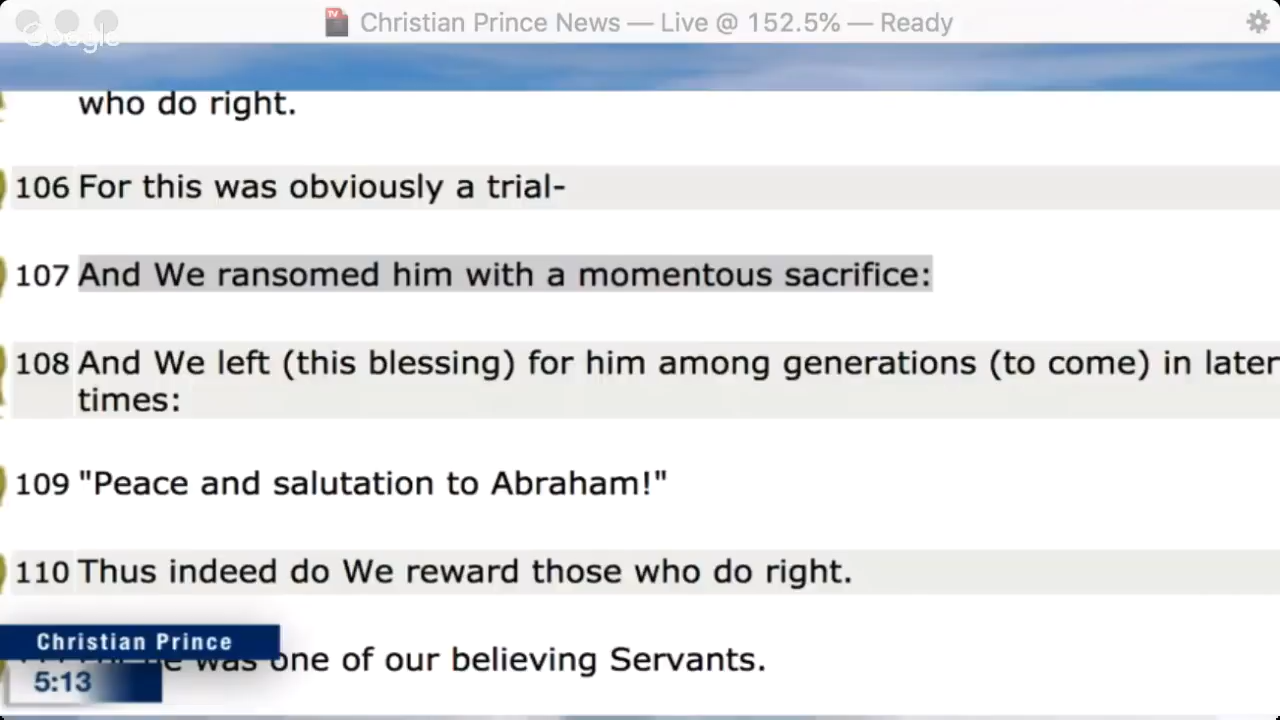 Google
Christian Prince News — Live @ 152.5% — Ready
who do right.
106 For this was obviously a trial-
107 And We ransomed him with a momentous sacrifice:
108 And We left (this blessing) for him among generations (to come) in later
times:
109 "Peace and salutation to Abraham!"
110 Thus indeed do We reward those who do right.
he was one of our believing Servants.
Christian Prince
5:13